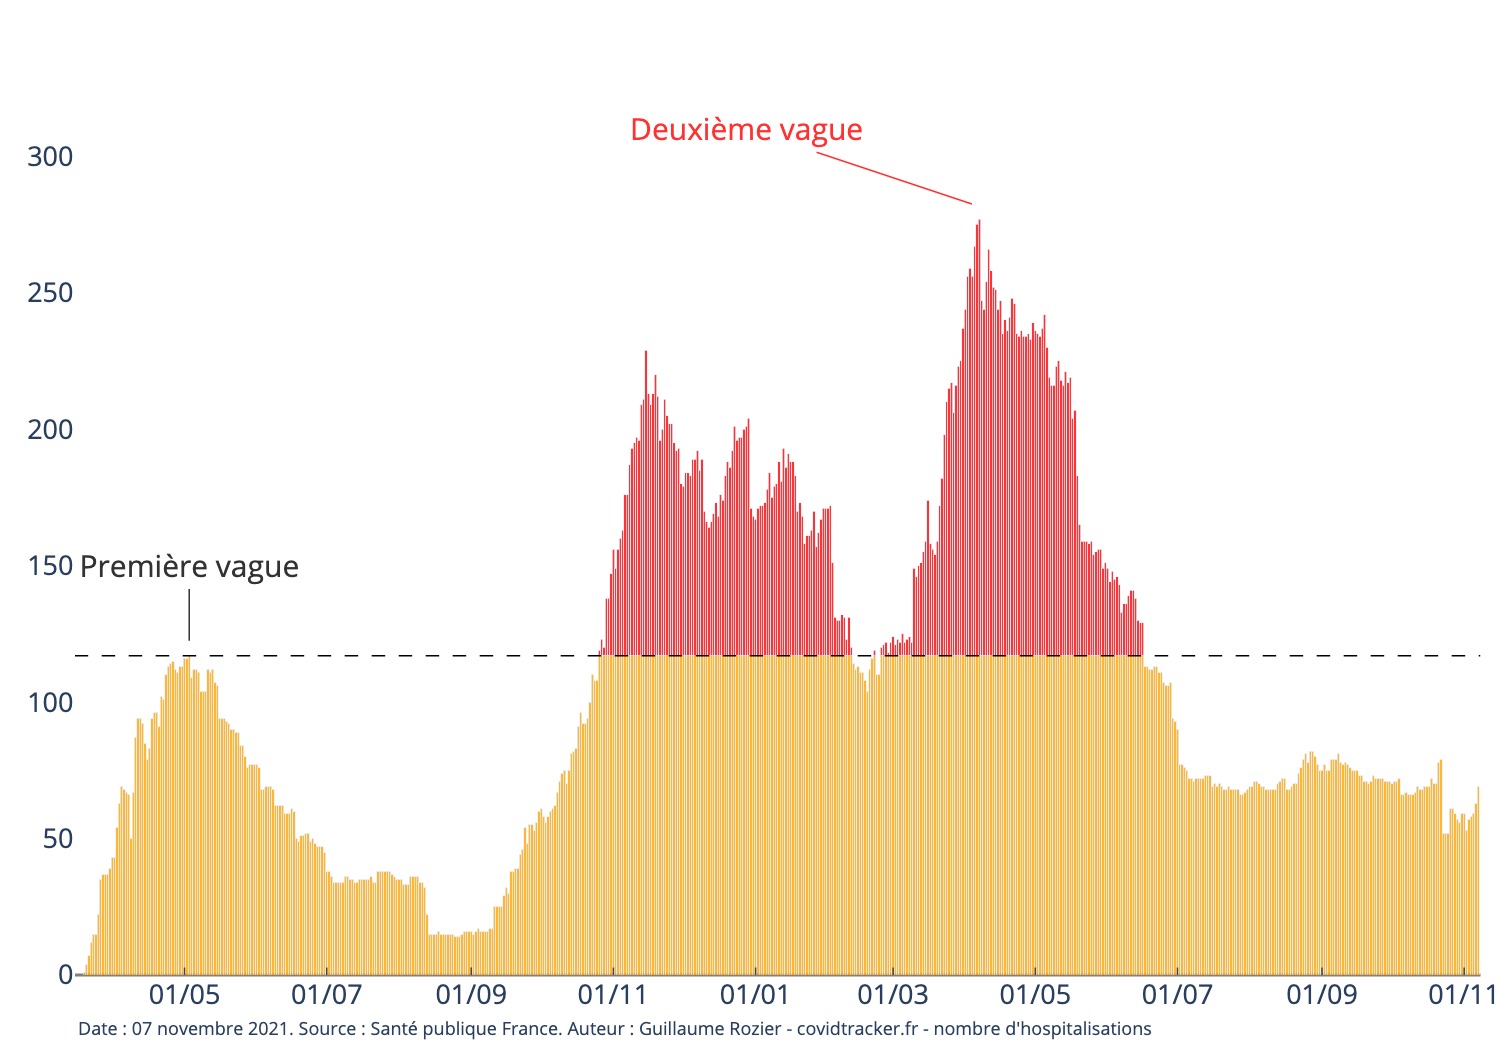 Deuxième vague
300
250
200
150
Première vague
100
50
0
01/05 01/07 01/09 01/11 01/01 01/03 01/05 01/07 01/09 01/11
Date : 07 novembre 2021. Source : Santé publique France. Auteur : Guillaume Rozier - covidtracker.fr - nombre d'hospitalisations